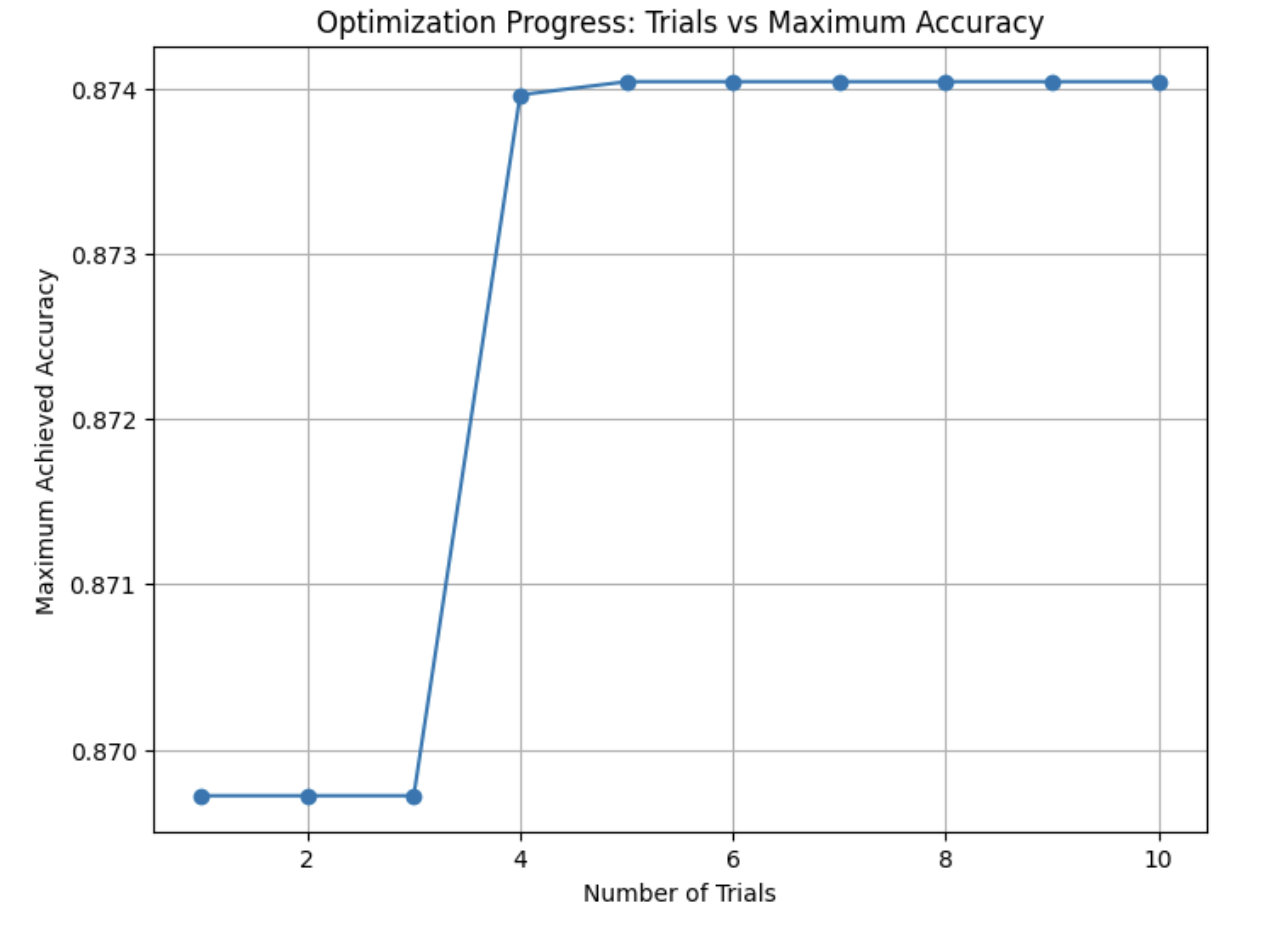 Optimization Progress: Trials vs Maximum Accuracy
0.874
0.873
0.872
0.871
0.870
Maximum Achieved Accuracy
2 4 6 8 10
Number of Trials